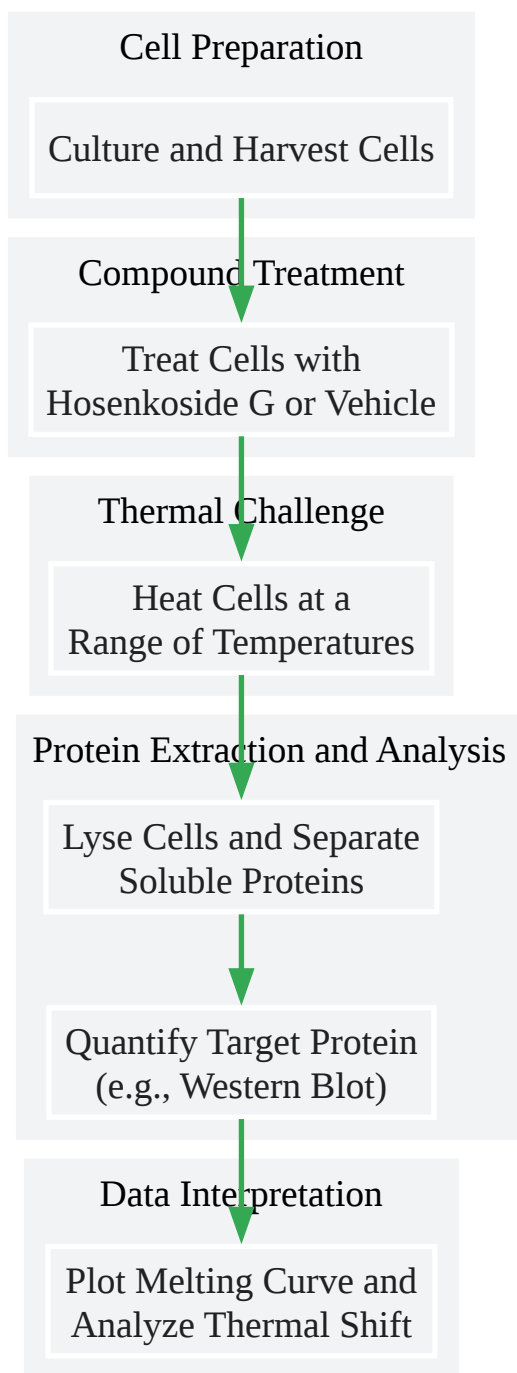 Cell Preparation
Culture and Harvest Cells
Compound Treatment
Treat Cells with
Hosenkoside G or Vehicle
Thermal Challenge
Heat Cells at a
Range of Temperatures
Protein Extraction and Analysis
Lyse Cells and Separate
Soluble Proteins
Quantify Target Protein
(e.g., Western Blot)
Data Interpretation
Plot Melting Curve and
Analyze Thermal Shift